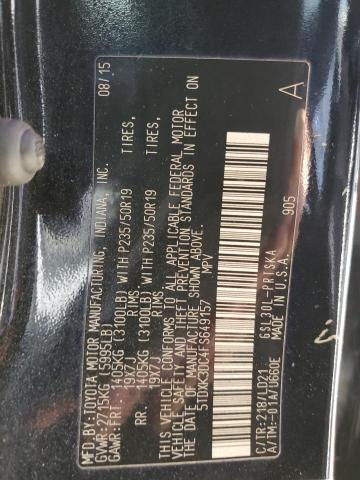 MFD.BY:TOYOTA MOTOR MANUFACTURING, INDIANA, INC. 08/15
GVWR:2715KG (5995LB)
GAWR:FRT. 1405KG (3100LB) WITH P235/50R19 TIRES,
19X7J RIMS,
RR. 1405KG (3100LB) WITH P235/50R19 TIRES,
19X7J RIMS,
THIS VEHICLE CONFORMS TO ALL APPLICABLE FEDERAL MOTOR
VEHICLE SAFETY AND THEFT PREVENTION STANDARDS IN EFFECT ON
THE DATE OF MANUFACTURE SHOWN ABOVE.
5TDXK3DC4FS649157 MPV
905 A
C/TR:218/LD21 GSL30L-PRTSKA
A/TM:-01A/U660E MADE IN U.S.A.